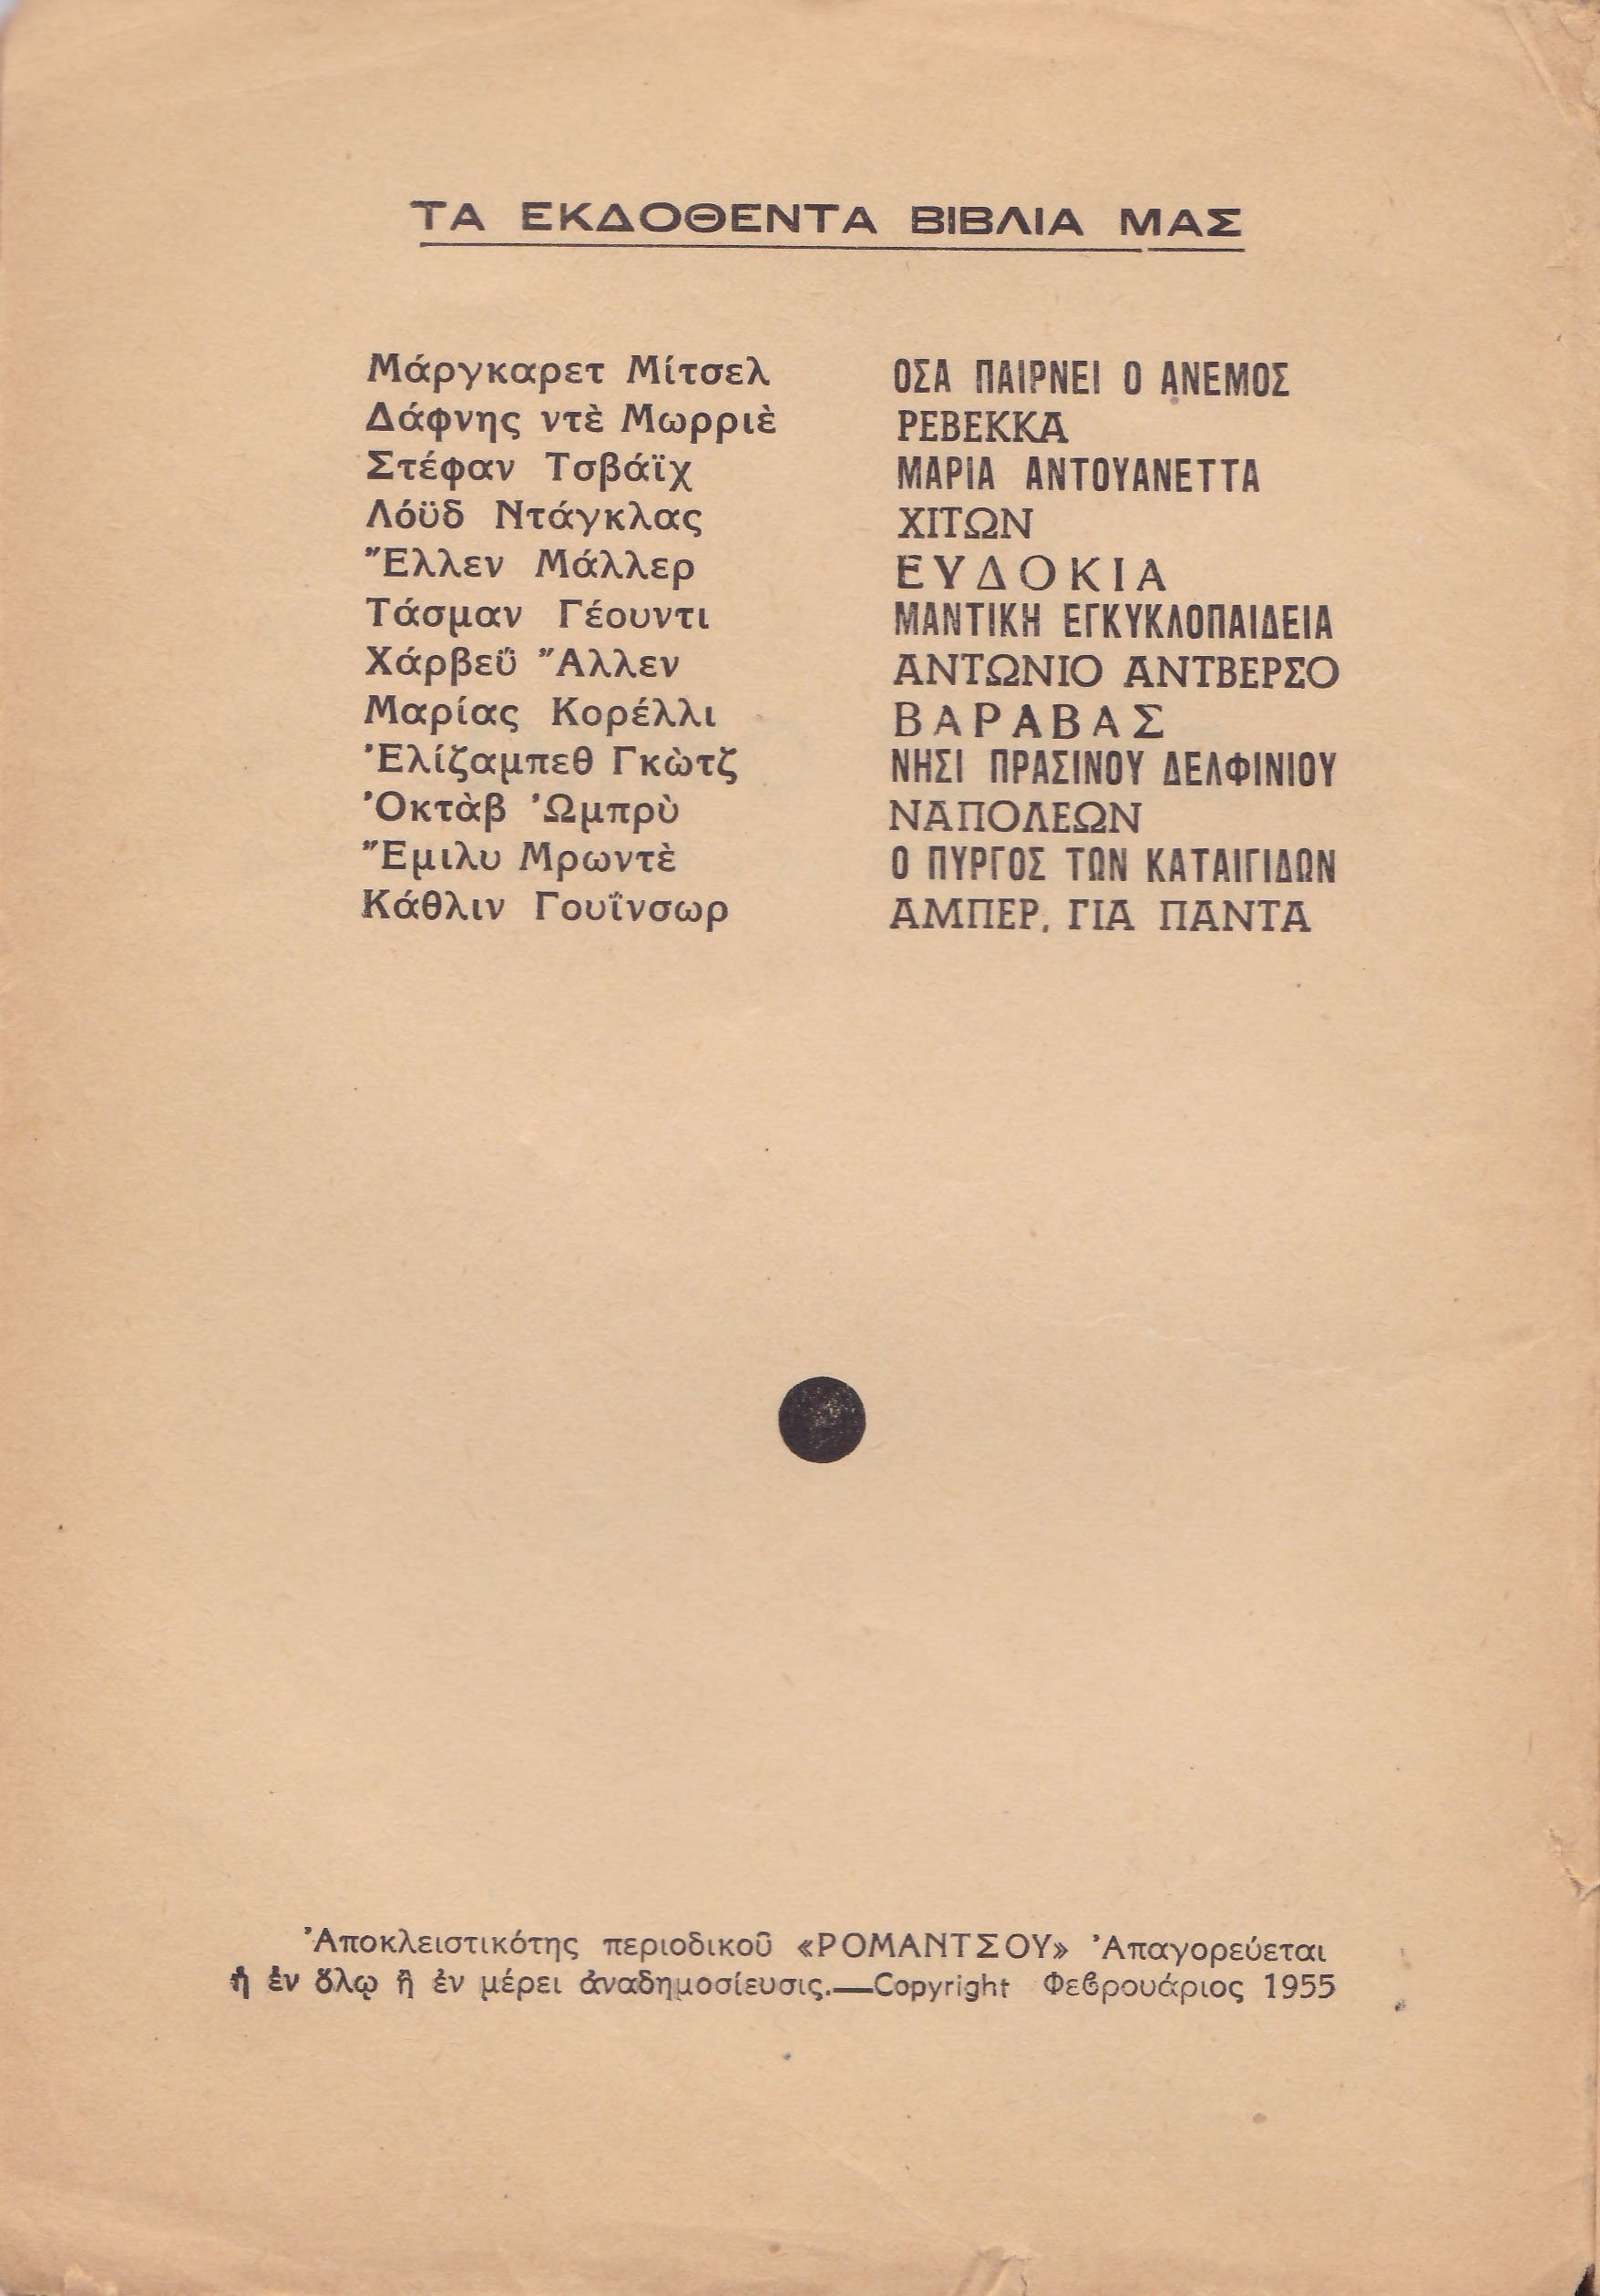 ΤΑ ΕΚΔΟΘΕΝΤΑ ΒΙΒΛΙΑ ΜΑΣ
Μάργκαρετ Μίτσελ ΟΣΑ ΠΑΙΡΝΕΙ Ο ΑΝΕΜΟΣ
Δάφνης ντὲ Μωρριὲ ΡΕΒΕΚΚΑ
Στέφαν Τσβάϊχ ΜΑΡΙΑ ΑΝΤΟΥΑΝΕΤΤΑ
Λόϋδ Ντάγκλας ΧΙΤΩΝ
Ἔλλεν Μάλλερ ΕΥΔΟΚΙΑ
Τάσμαν Γέουντι ΜΑΝΤΙΚΗ ΕΓΚΥΚΛΟΠΑΙΔΕΙΑ
Χάρβεΰ Ἄλλεν ΑΝΤΩΝΙΟ ΑΝΤΒΕΡΣΟ
Μαρίας Κορέλλι ΒΑΡΑΒΑΣ
Ἐλίζαμπεθ Γκὼτζ ΝΗΣΙ ΠΡΑΣΙΝΟΥ ΔΕΛΦΙΝΙΟΥ
Ὀκτὰβ Ὠμπρὺ ΝΑΠΟΛΕΩΝ
Ἔμιλυ Μρωντὲ Ο ΠΥΡΓΟΣ ΤΩΝ ΚΑΤΑΙΓΙΔΩΝ
Κάθλιν Γουΐνσωρ ΑΜΠΕΡ, ΓΙΑ ΠΑΝΤΑ
Ἀποκλειστικότης περιοδικοῦ «ΡΟΜΑΝΤΣΟΥ» Ἀπαγορεύεται
ἡ ἐν ὅλῳ ἢ ἐν μέρει ἀναδημοσίευσις.—Copyright Φεβρουάριος 1955